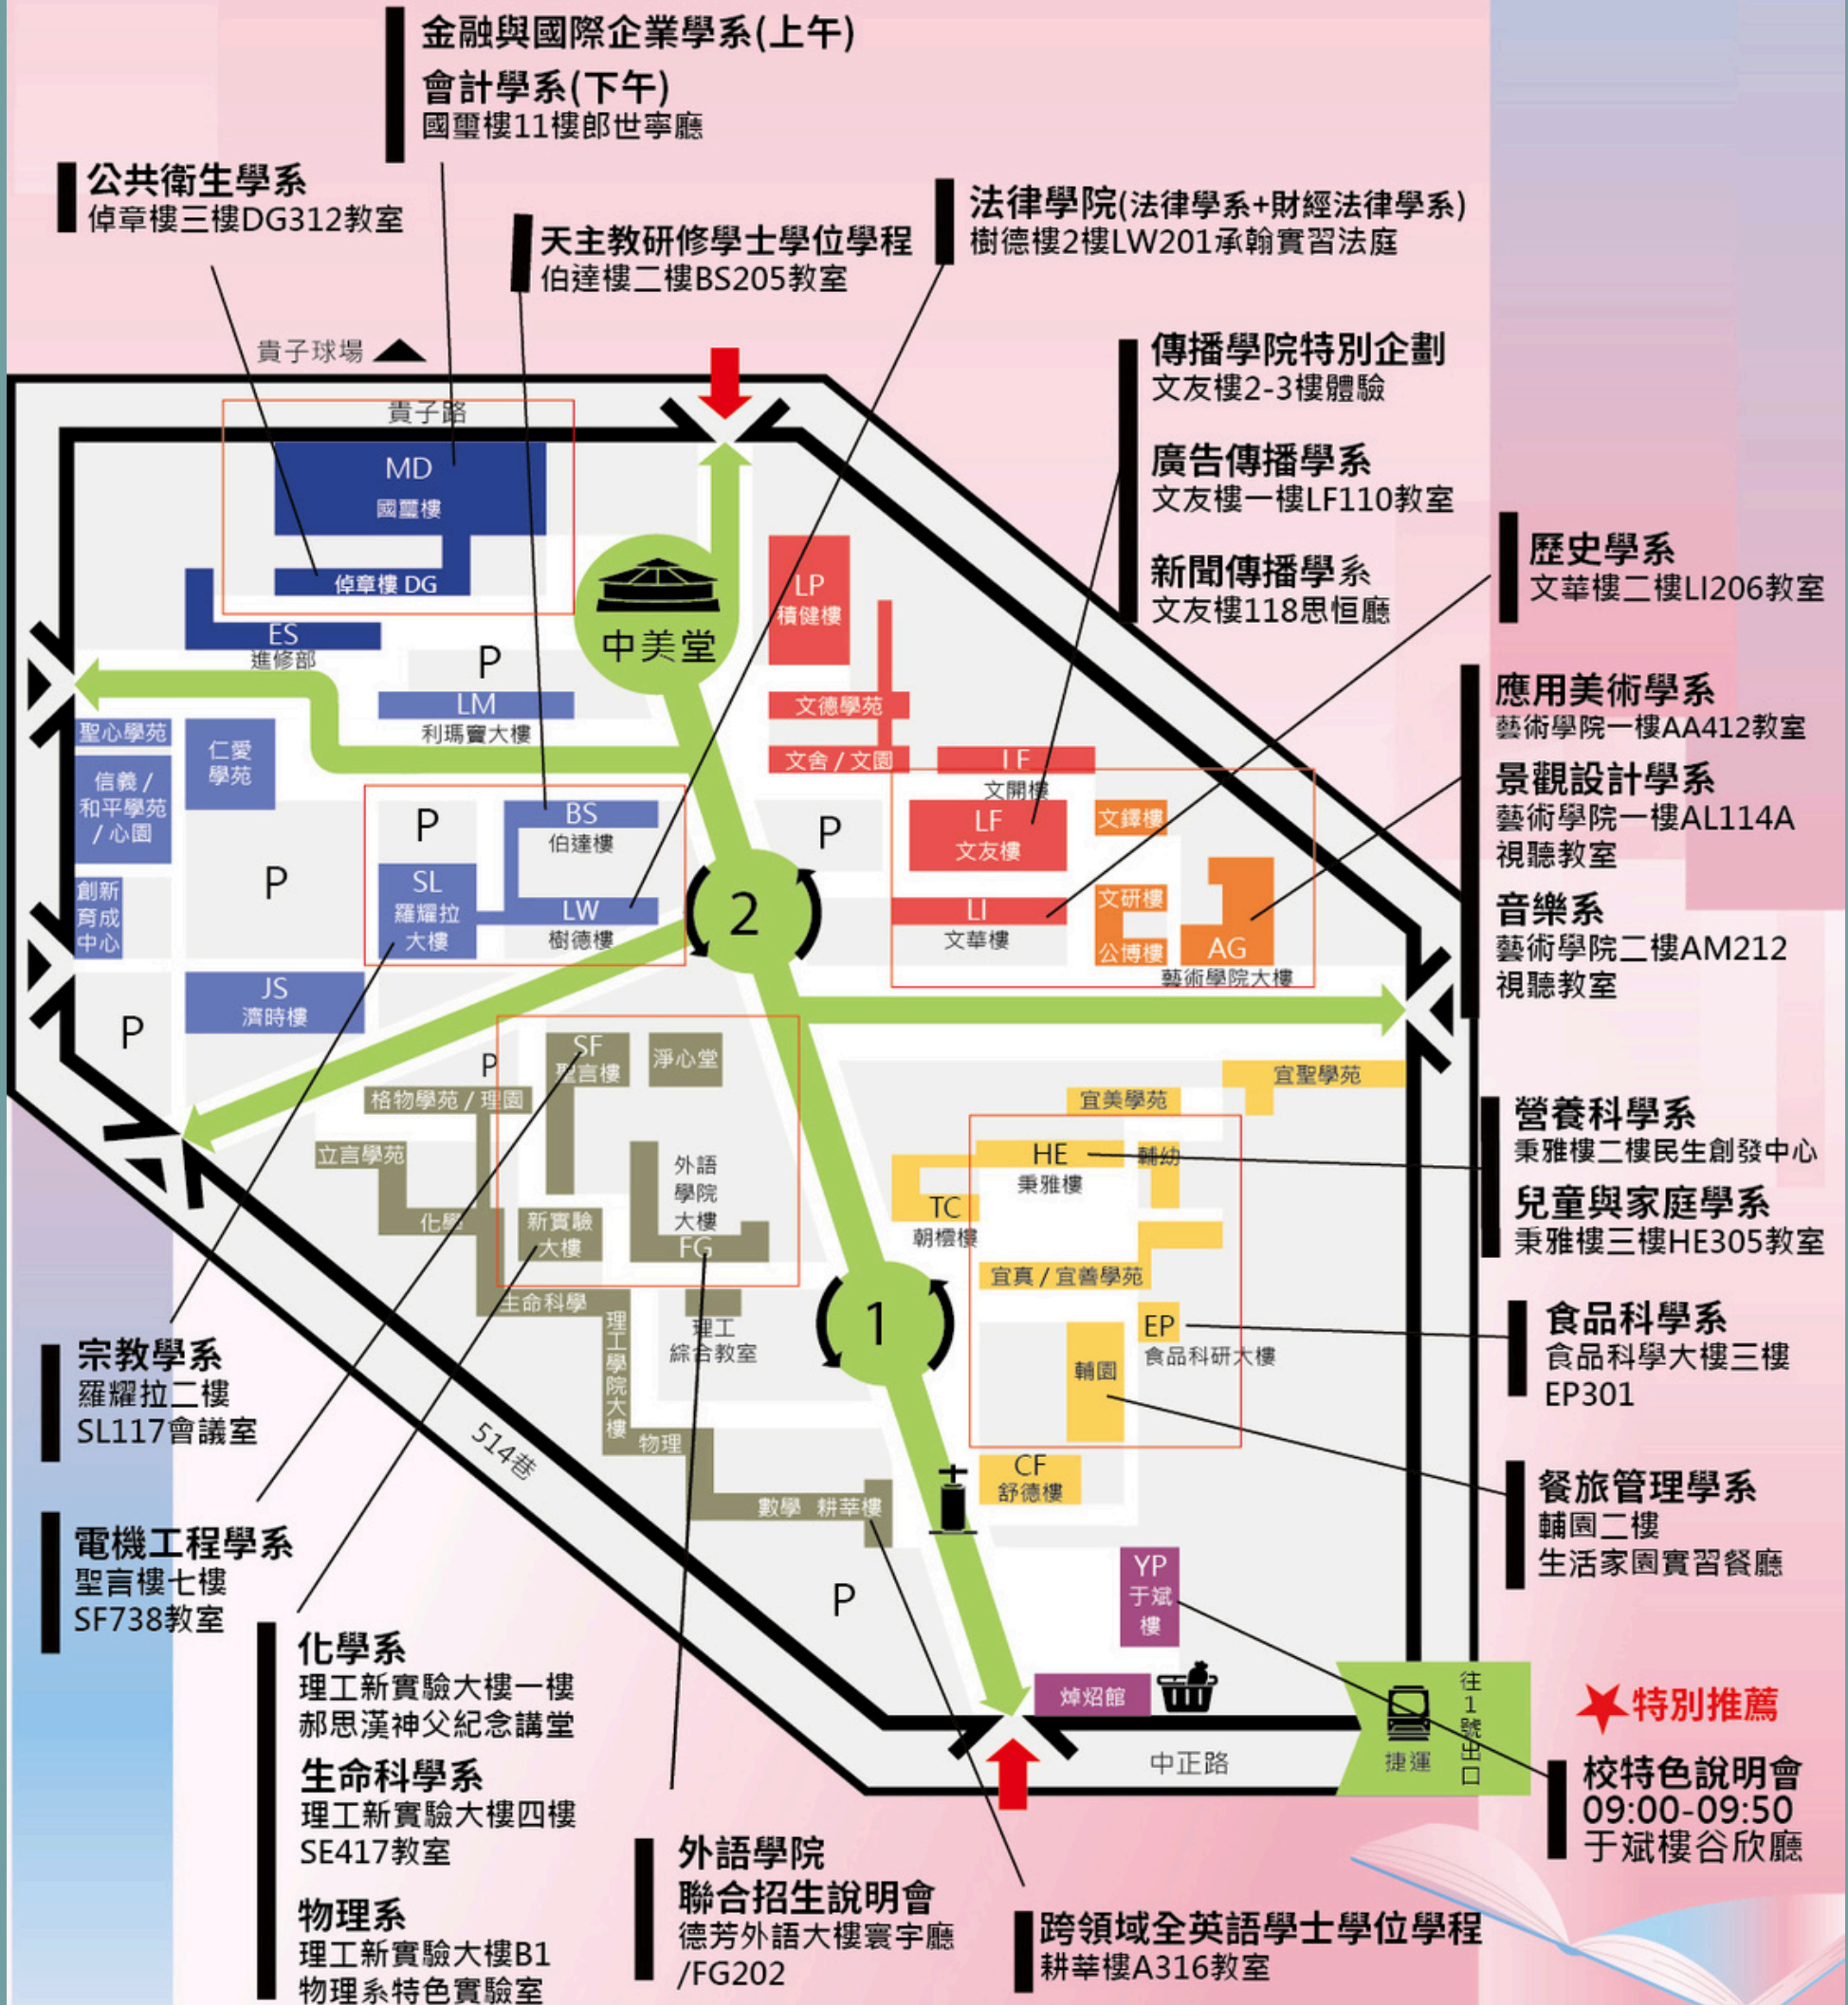 金融與國際企業學系(上午)
會計學系(下午)
國璽樓11樓郎世寧廳
公共衛生學系
倬章樓三樓DG312教室
天主教研修學士學位學程
伯達樓二樓BS205教室
法律學院(法律學系+財經法律學系)
樹德樓2樓LW201承翰實習法庭
貴子球場
傳播學院特別企劃
文友樓2-3樓體驗
廣告傳播學系
文友樓一樓LF110教室
新聞傳播學系
文友樓118思恒廳
歷史學系
文華樓二樓LI206教室
應用美術學系
藝術學院一樓AA412教室
景觀設計學系
藝術學院一樓AL114A
視聽教室
音樂系
藝術學院二樓AM212
視聽教室
貴子路
MD
國璽樓
倬章樓 DG
ES
進修部
P
中美堂
LP
積健樓
LM
利瑪竇大樓
文德學苑
文舍 / 文園
聖心學苑
仁愛
學苑
信義 /
和平學苑
/ 心園
創新
育成
中心
P
BS
伯達樓
P
SL
羅耀拉
大樓
LW
樹德樓
JS
濟時樓
P
2
P
IF
文開樓
LF
文友樓
文鐸樓
LI
文華樓
文研樓
公博樓
AG
藝術學院大樓
P
SF
聖言樓
淨心堂
格物學苑 / 理園
立言學苑
化學
新實驗
大樓
外語
學院
大樓
FG
生命科學
理工
綜合教室
理工學院大樓
物理
數學 耕莘樓
514巷
P
宜聖學苑
宜美學苑
HE
秉雅樓
輔幼
TC
朝橒樓
宜真 / 宜善學苑
1
EP
食品科研大樓
輔園
CF
舒德樓
YP
于斌
樓
焯炤館
中正路
捷運
往1號出口
營養科學系
秉雅樓二樓民生創發中心
兒童與家庭學系
秉雅樓三樓HE305教室
食品科學系
食品科學大樓三樓
EP301
餐旅管理學系
輔園二樓
生活家園實習餐廳
特別推薦
校特色說明會
09:00-09:50
于斌樓谷欣廳
宗教學系
羅耀拉二樓
SL117會議室
電機工程學系
聖言樓七樓
SF738教室
化學系
理工新實驗大樓一樓
郝思漢神父紀念講堂
生命科學系
理工新實驗大樓四樓
SE417教室
物理系
理工新實驗大樓B1
物理系特色實驗室
外語學院
聯合招生說明會
德芳外語大樓寰宇廳
/FG202
跨領域全英語學士學位學程
耕莘樓A316教室